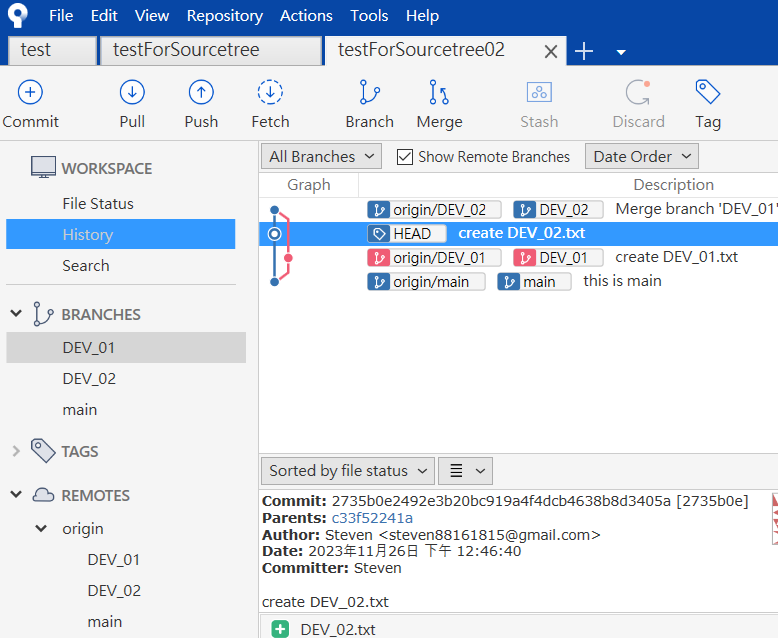 File Edit View Repository Actions Tools Help
test testForSourcetree testForSourcetree02
Commit Pull Push Fetch Branch Merge Stash Discard Tag
WORKSPACE
File Status
History
Search
BRANCHES
DEV_01
DEV_02
main
TAGS
REMOTES
origin
DEV_01
DEV_02
main
All Branches Show Remote Branches Date Order
Graph Description
origin/DEV_02 DEV_02 Merge branch 'DEV_01'
HEAD create DEV_02.txt
origin/DEV_01 DEV_01 create DEV_01.txt
origin/main main this is main
Sorted by file status
Commit: 2735b0e2492e3b20bc919a4f4dcb4638b8d3405a [2735b0e]
Parents: c33f52241a
Author: Steven <steven88161815@gmail.com>
Date: 2023年11月26日 下午 12:46:40
Committer: Steven
create DEV_02.txt
DEV_02.txt